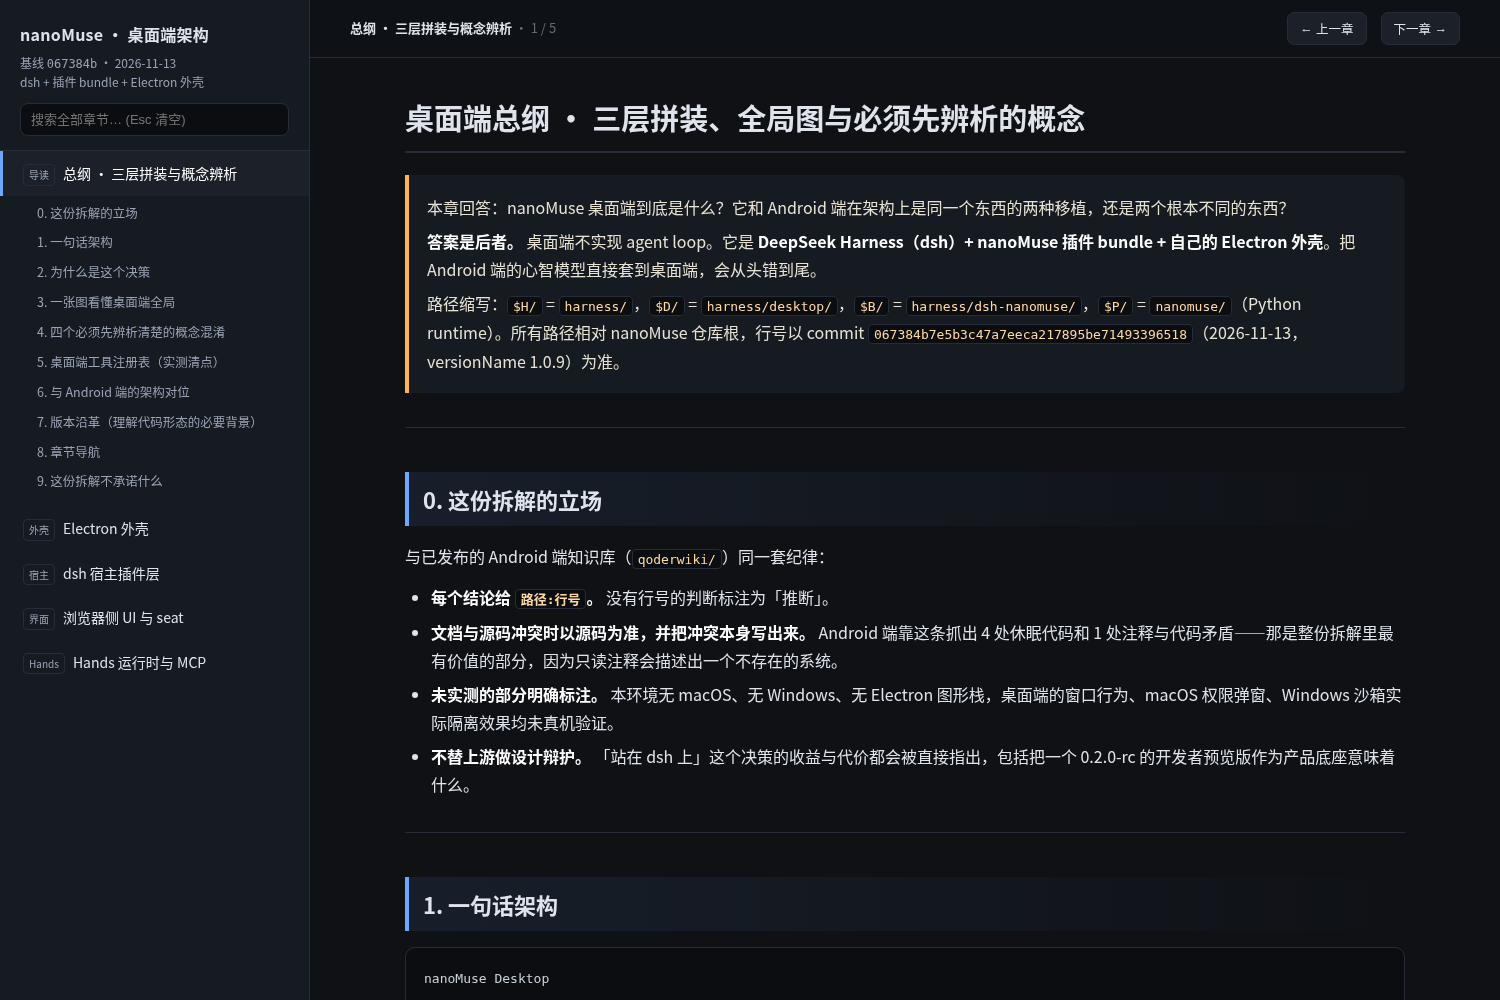 nanoMuse · 桌面端架构
基线 067384b · 2026-11-13
dsh + 插件 bundle + Electron 外壳
搜索全部章节… (Esc 清空)
导读 总纲 · 三层拼装与概念辨析
0. 这份拆解的立场
1. 一句话架构
2. 为什么是这个决策
3. 一张图看懂桌面端全局
4. 四个必须先辨析清楚的概念混淆
5. 桌面端工具注册表（实测清点）
6. 与 Android 端的架构对位
7. 版本沿革（理解代码形态的必要背景）
8. 章节导航
9. 这份拆解不承诺什么
外壳 Electron 外壳
宿主 dsh 宿主插件层
界面 浏览器侧 UI 与 seat
Hands Hands 运行时与 MCP
总纲 · 三层拼装与概念辨析 · 1 / 5
← 上一章
下一章 →
桌面端总纲 · 三层拼装、全局图与必须先辨析的概念
本章回答：nanoMuse 桌面端到底是什么？它和 Android 端在架构上是同一个东西的两种移植，还是两个根本不同的东西？
答案是后者。 桌面端不实现 agent loop。它是 DeepSeek Harness（dsh）+ nanoMuse 插件 bundle + 自己的 Electron 外壳。把
Android 端的心智模型直接套到桌面端，会从头错到尾。
路径缩写：$H/ = harness/，$D/ = harness/desktop/，$B/ = harness/dsh-nanomuse/，$P/ = nanomuse/（Python
runtime）。所有路径相对 nanoMuse 仓库根，行号以 commit 067384b7e5b3c47a7eeca217895be71493396518（2026-11-13，
versionName 1.0.9）为准。
0. 这份拆解的立场
与已发布的 Android 端知识库（qoderwiki/）同一套纪律：
• 每个结论给 路径:行号。 没有行号的判断标注为「推断」。
• 文档与源码冲突时以源码为准，并把冲突本身写出来。 Android 端靠这条抓出 4 处休眠代码和 1 处注释与代码矛盾——那是整份拆解里最
有价值的部分，因为只读注释会描述出一个不存在的系统。
• 未实测的部分明确标注。 本环境无 macOS、无 Windows、无 Electron 图形栈，桌面端的窗口行为、macOS 权限弹窗、Windows 沙箱实
际隔离效果均未真机验证。
• 不替上游做设计辩护。 「站在 dsh 上」这个决策的收益与代价都会被直接指出，包括把一个 0.2.0-rc 的开发者预览版作为产品底座意味着
什么。
1. 一句话架构
nanoMuse Desktop